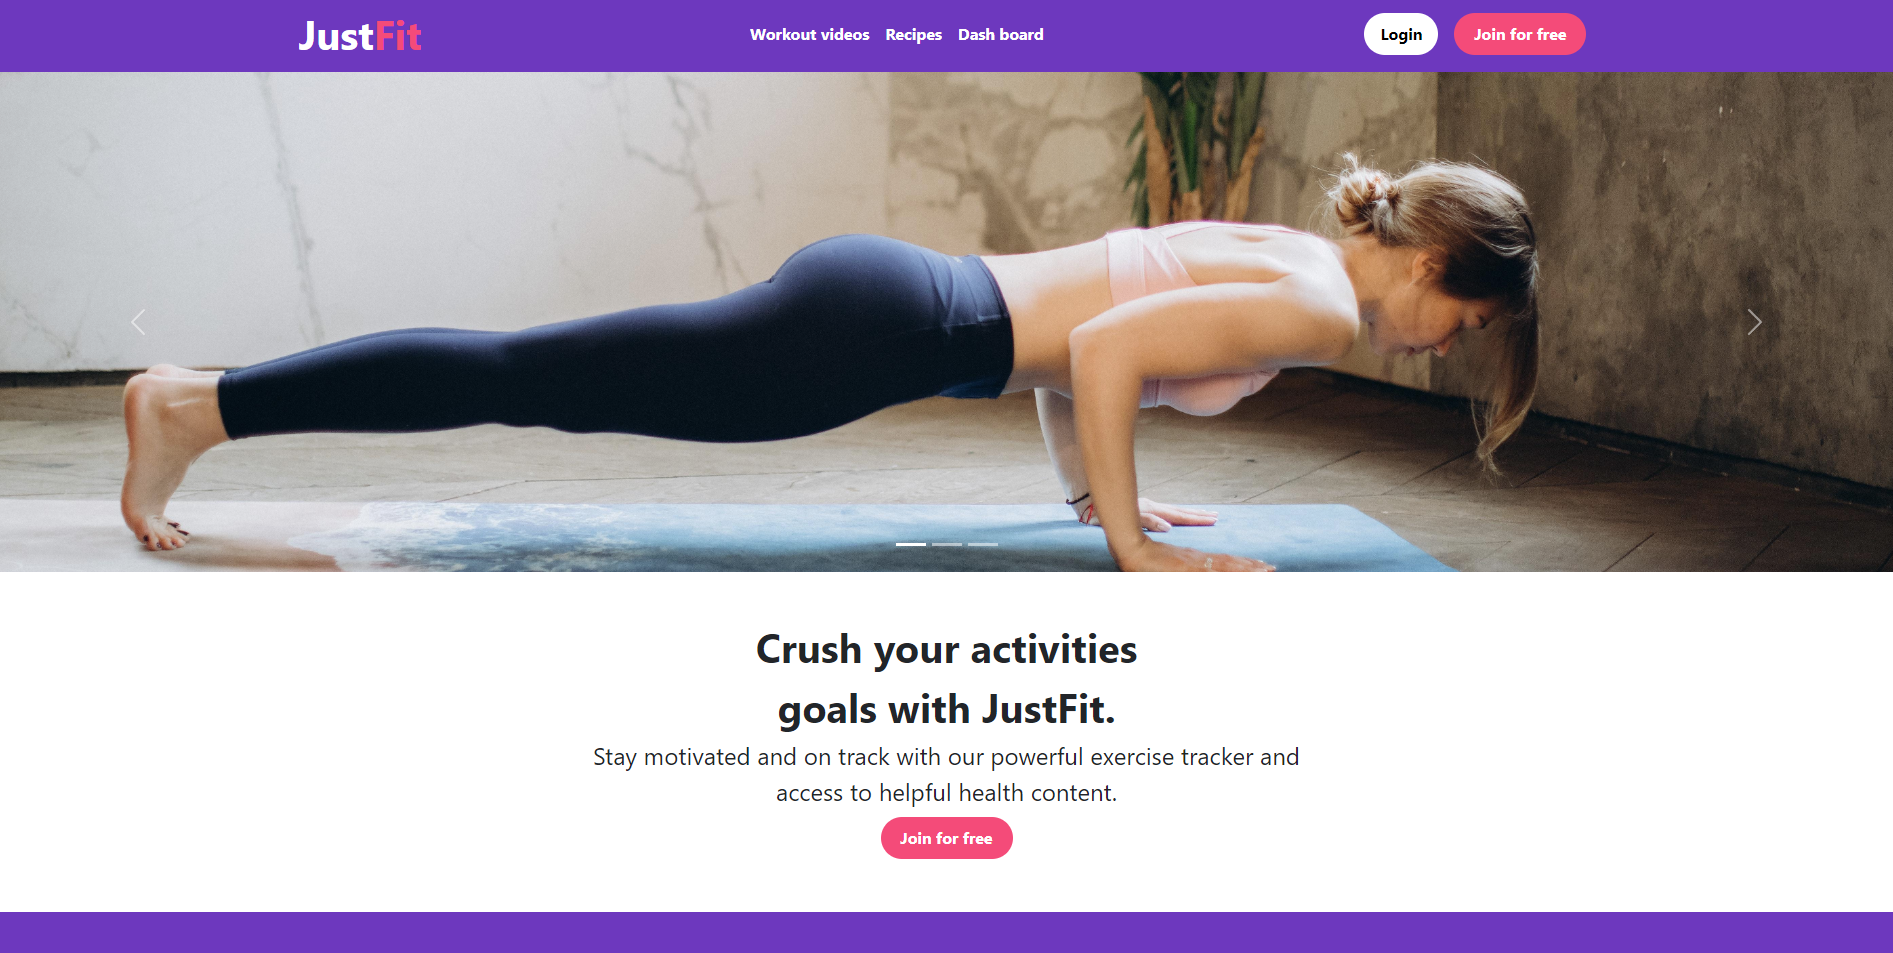 JustFit
Workout videos Recipes Dash board
Login Join for free
Crush your activities
goals with JustFit.
Stay motivated and on track with our powerful exercise tracker and
access to helpful health content.
Join for free